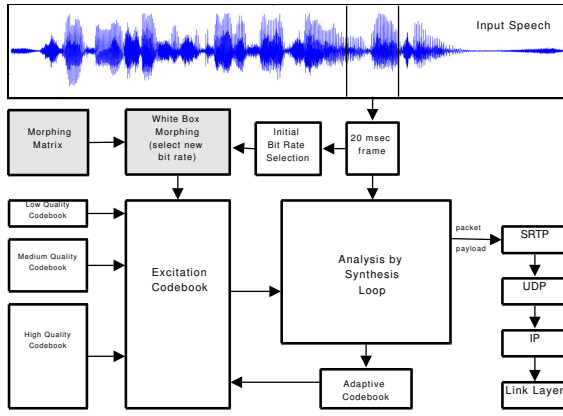 Input Speech
Morphing
Matrix
White Box
Morphing
(select new
bit rate)
Initial
Bit Rate
Selection
20 msec
frame
Low Quality
Codebook
Medium Quality
Codebook
High Quality
Codebook
Excitation
Codebook
Analysis by
Synthesis
Loop
Adaptive
Codebook
packet
payload
SRTP
UDP
IP
Link Layer